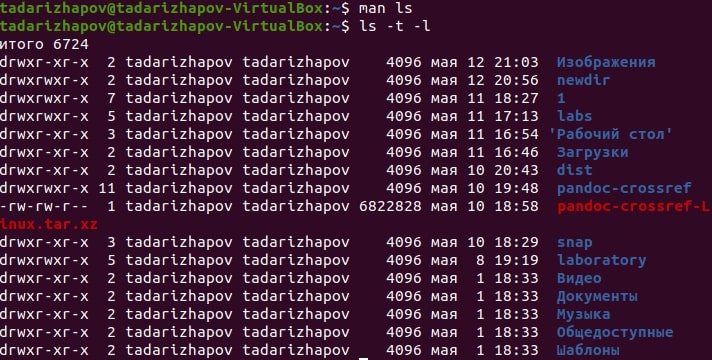 tadarizhapov@tadarizhapov-VirtualBox:~$ man ls
tadarizhapov@tadarizhapov-VirtualBox:~$ ls -t -l
итого 6724
drwxr-xr-x  2 tadarizhapov tadarizhapov    4096 мая 12 21:03  Изображения
drwxrwxr-x  2 tadarizhapov tadarizhapov    4096 мая 12 20:56  newdir
drwxrwxr-x  7 tadarizhapov tadarizhapov    4096 мая 11 18:27  1
drwxrwxr-x  5 tadarizhapov tadarizhapov    4096 мая 11 17:13  labs
drwxr-xr-x  3 tadarizhapov tadarizhapov    4096 мая 11 16:54 'Рабочий стол'
drwxr-xr-x  2 tadarizhapov tadarizhapov    4096 мая 11 16:46  Загрузки
drwxr-xr-x  2 tadarizhapov tadarizhapov    4096 мая 10 20:43  dist
drwxrwxr-x 11 tadarizhapov tadarizhapov    4096 мая 10 19:48  pandoc-crossref
-rw-rw-r--  1 tadarizhapov tadarizhapov 6822828 мая 10 18:58  pandoc-crossref-L
inux.tar.xz
drwxr-xr-x  3 tadarizhapov tadarizhapov    4096 мая 10 18:29  snap
drwxrwxr-x  5 tadarizhapov tadarizhapov    4096 мая  8 19:19  laboratory
drwxr-xr-x  2 tadarizhapov tadarizhapov    4096 мая  1 18:33  Видео
drwxr-xr-x  2 tadarizhapov tadarizhapov    4096 мая  1 18:33  Документы
drwxr-xr-x  2 tadarizhapov tadarizhapov    4096 мая  1 18:33  Музыка
drwxr-xr-x  2 tadarizhapov tadarizhapov    4096 мая  1 18:33  Общедоступные
drwxr-xr-x  2 tadarizhapov tadarizhapov    4096 мая  1 18:33  Шаблоны